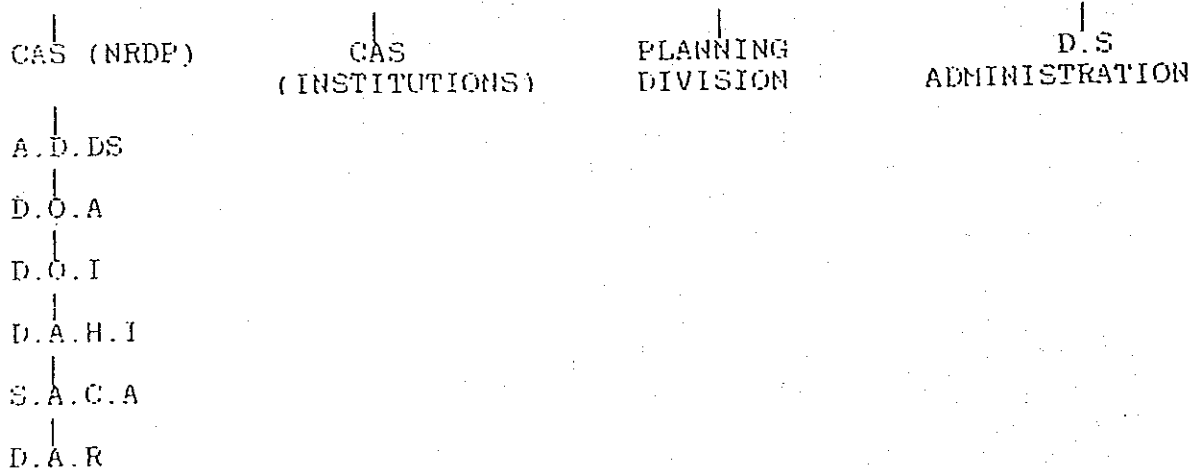 CAS (NRDP)
CAS
(INSTITUTIONS)
PLANNING
DIVISION
D.S
ADMINISTRATION
A.D.DS
D.O.A
D.O.I
D.A.H.I
S.A.C.A
D.A.R